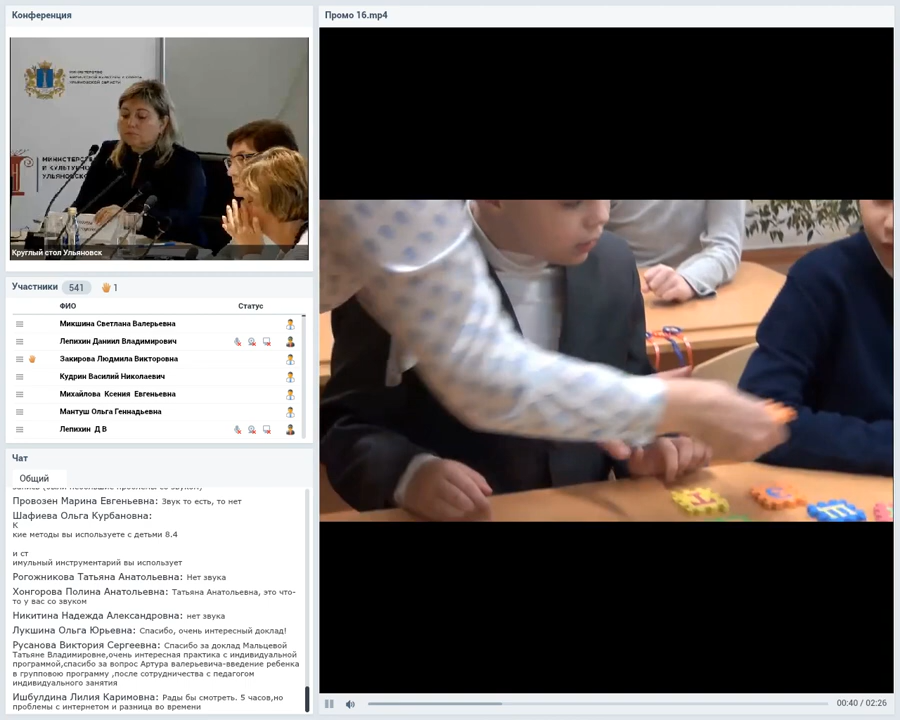 Конференция
МИНИСТЕРСТВО
МИНИСТЕРС
И КУЛЬТУРНО
УЛЬЯНОВСКО
Круглый стол Ульяновск
Участники 541 1
ФИО Статус
Микшина Светлана Валерьевна
Лепихин Даниил Владимирович
Закирова Людмила Викторовна
Кудрин Василий Николаевич
Михайлова Ксения Евгеньевна
Мантуш Ольга Геннадьевна
Лепихин Д В
Чат
Общий
Провозен Марина Евгеньевна: Звук то есть, то нет
Шафиева Ольга Курбановна:
К
кие методы вы используете с детьми 8.4
и ст
имульный инструментарий вы используете
Рогожникова Татьяна Анатольевна: Нет звука
Хонгорова Полина Анатольевна: Татьяна Анатольевна, это что-
то у вас со звуком
Никитина Надежда Александровна: нет звука
Лукшина Ольга Юрьевна: Спасибо, очень интересный доклад!
Русанова Виктория Сергеевна: Спасибо за доклад Мальцевой
Татьяне Владимировне,очень интересная практика с индивидуальной
программой,спасибо за вопрос Артура валерьевича-введение ребенка
в групповою программу ,после сотрудничества с педагогом
индивидуального занятия
Ишбулдина Лилия Каримовна: Рады бы смотреть. 5 часов,но
проблемы с интернетом и разница во времени
Промо 16.mp4
00:40 / 02:26